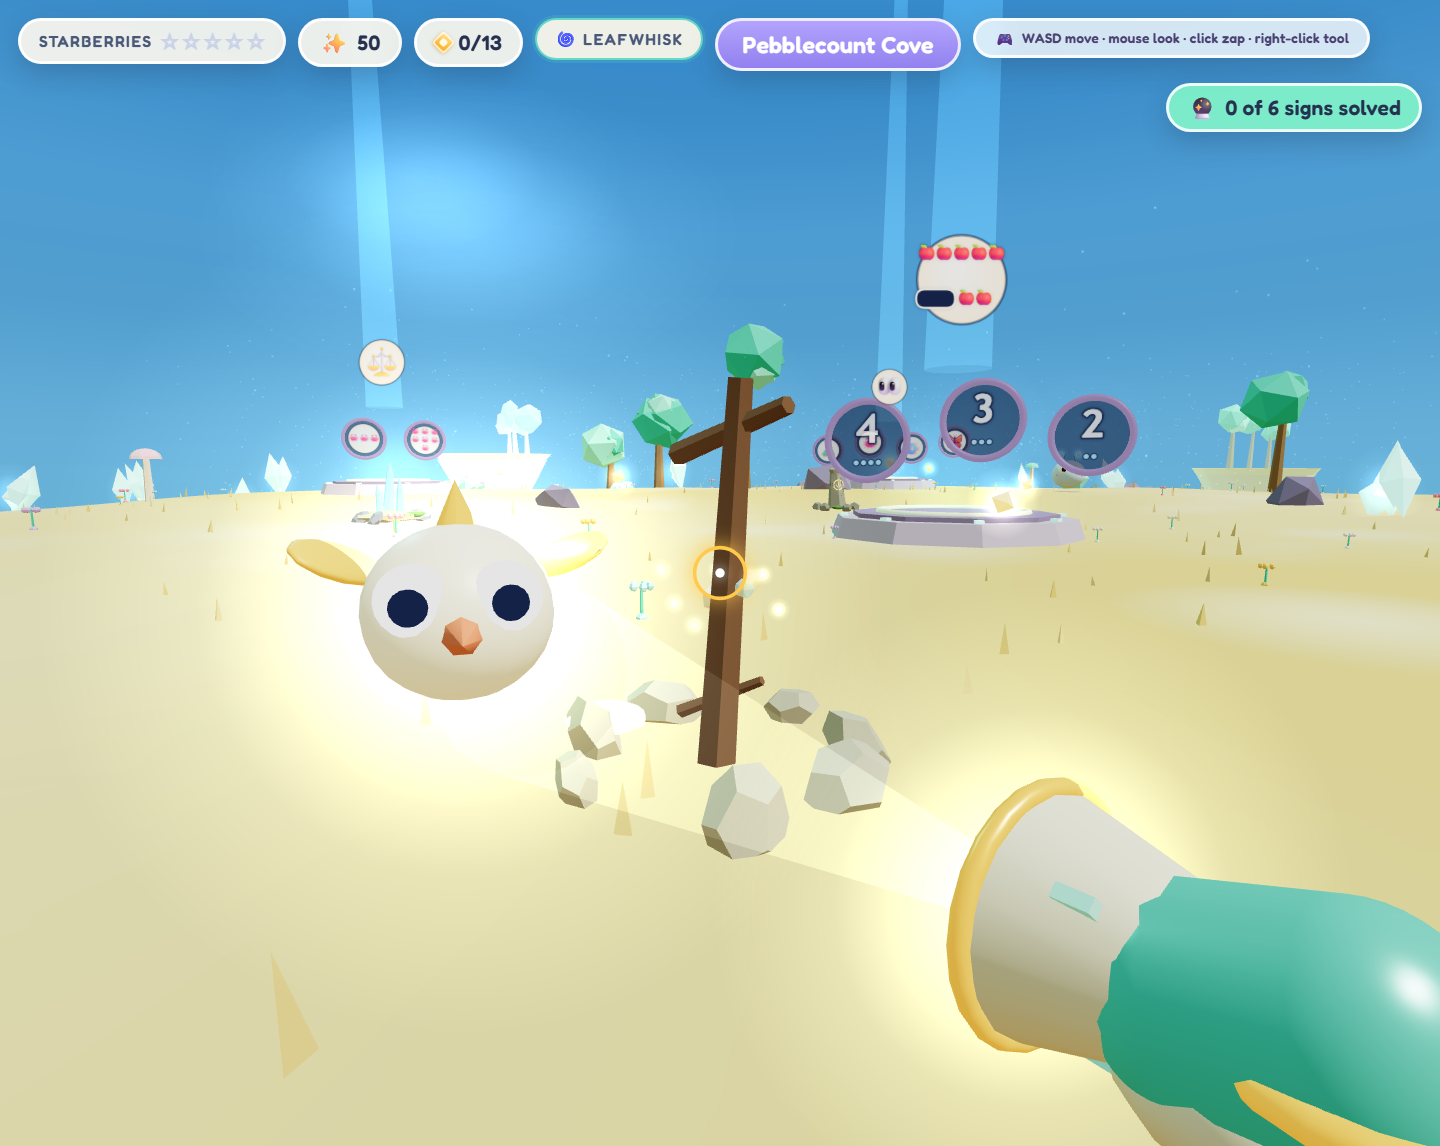 STARBERRIES
50
0/13
LEAFWHISK
Pebblecount Cove
WASD move · mouse look · click zap · right-click tool
0 of 6 signs solved
4
3
2